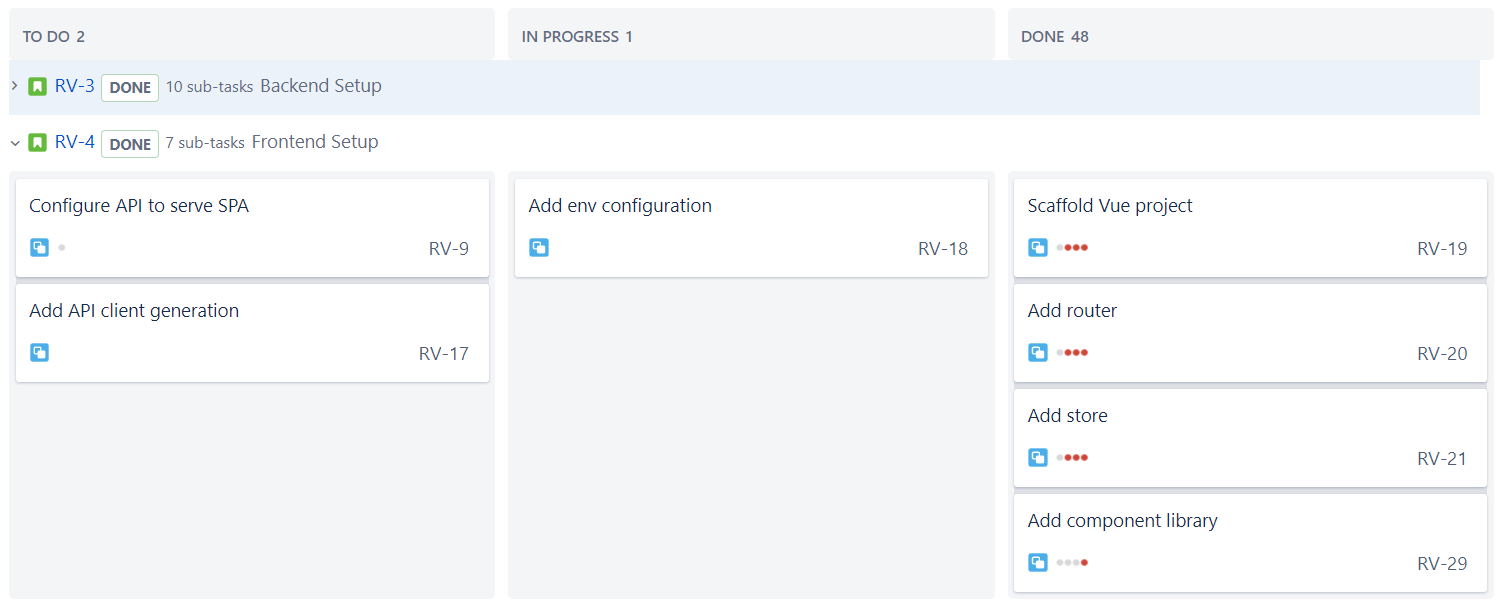 TO DO 2
IN PROGRESS 1
DONE 48
RV-3 DONE 10 sub-tasks Backend Setup
RV-4 DONE 7 sub-tasks Frontend Setup
Configure API to serve SPA
RV-9
Add API client generation
RV-17
Add env configuration
RV-18
Scaffold Vue project
RV-19
Add router
RV-20
Add store
RV-21
Add component library
RV-29